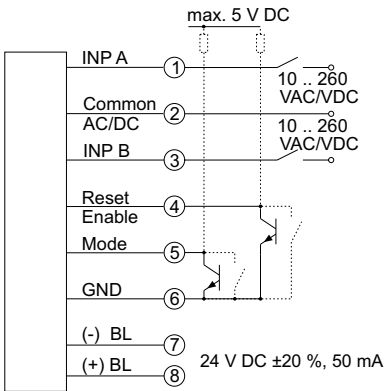 max. 5 V DC
INP A
1
10 .. 260
VAC/VDC
Common
AC/DC
2
10 .. 260
VAC/VDC
INP B
3
Reset
Enable
4
Mode
5
GND
6
(-) BL
7
(+) BL
8
24 V DC ±20 %, 50 mA